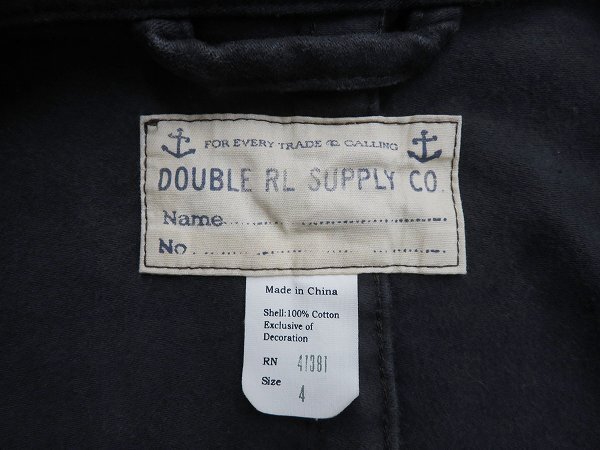 FOR EVERY TRADE & CALLING
DOUBLE RL SUPPLY CO.
Name
No
Made in China
Shell:100% Cotton
Exclusive of
Decoration
RN 41381
Size 4